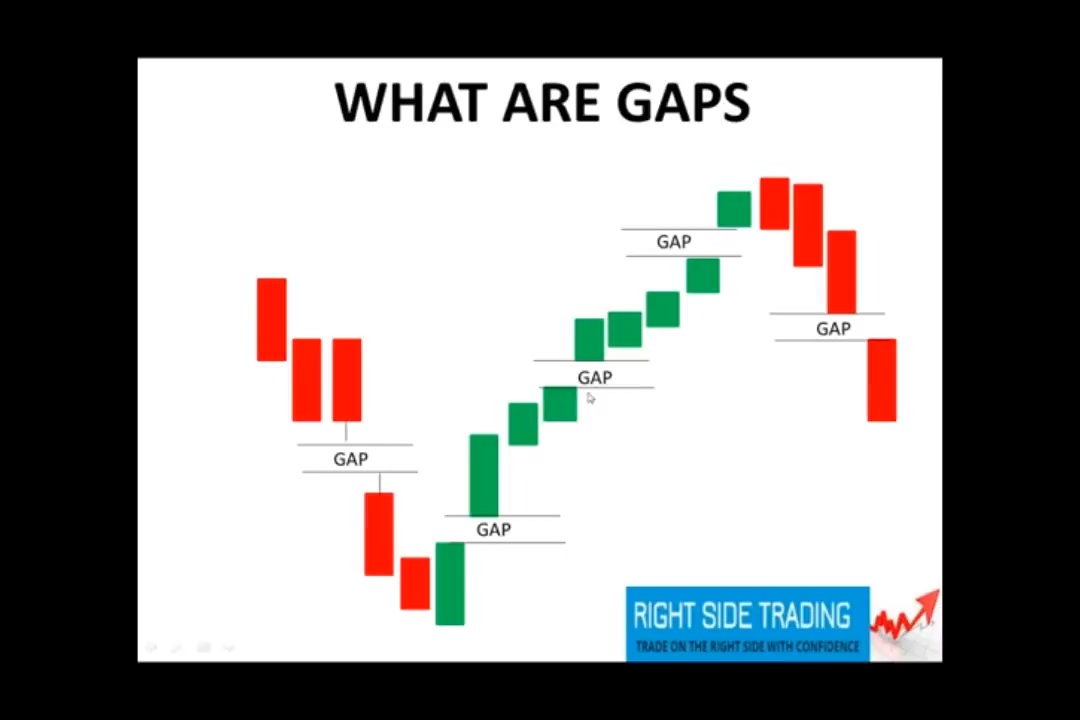 WHAT ARE GAPS
GAP
GAP
GAP
GAP
GAP
RIGHT SIDE TRADING
TRADE ON THE RIGHT SIDE WITH CONFIDENCE